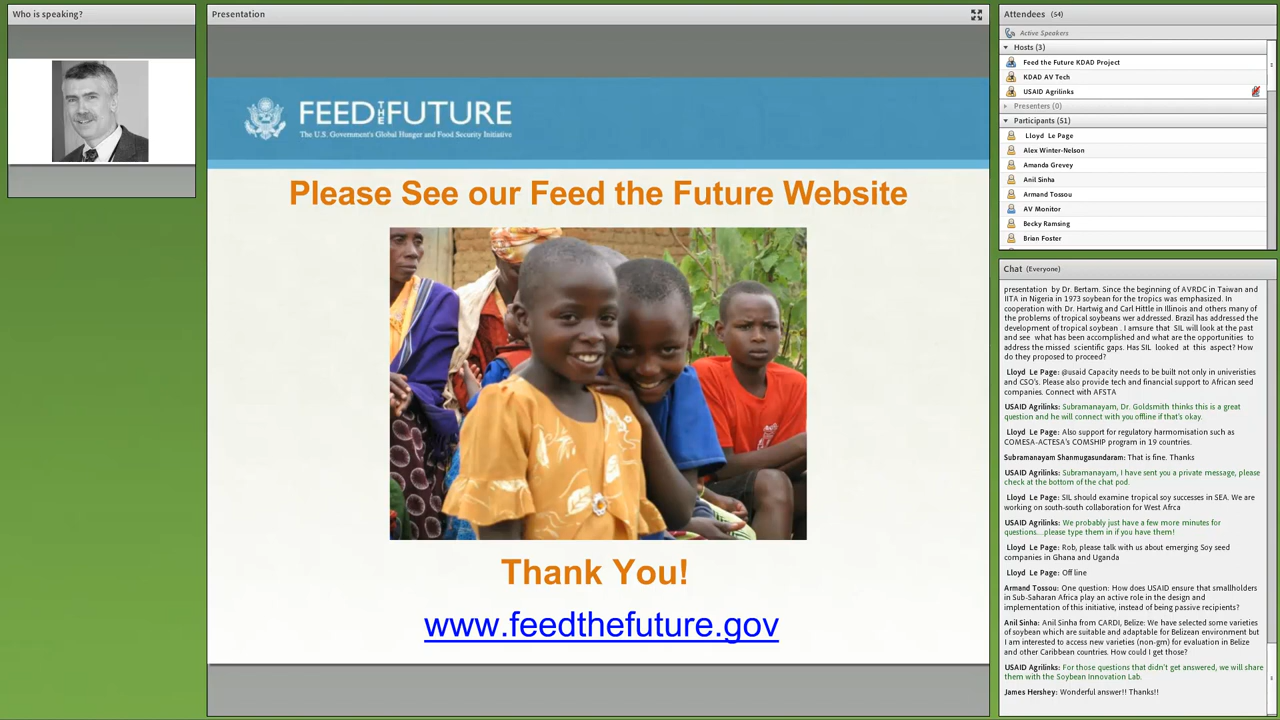 Who is speaking?
Presentation
FEED THE FUTURE
The U.S. Government's Global Hunger and Food Security Initiative
Please See our Feed the Future Website
Thank You!
www.feedthefuture.gov
Attendees (54)
Active Speakers
Hosts (3)
Feed the Future KDAD Project
KDAD AV Tech
USAID Agrilinks
Presenters (0)
Participants (51)
Lloyd Le Page
Alex Winter-Nelson
Amanda Grevey
Anil Sinha
Armand Tossou
AV Monitor
Becky Ramsing
Brian Foster
Chat (Everyone)
presentation by Dr. Bertam. Since the beginning of AVRDC in Taiwan and
IITA in Nigeria in 1973 soybean for the tropics was emphasized. In
cooperation with Dr. Hartwig and Carl Hittle in Illinois and others many of
the problems of tropical soybeans wer addressed. Brazil has addressed the
development of tropical soybean . I amsure that SIL will look at the past
and see what has been accomplished and what are the opportunities to
address the missed scientific gaps. Has SIL looked at this aspect? How
do they proposed to proceed?
Lloyd Le Page: @usaid Capacity needs to be built not only in univeristies
and CSO's. Please also provide tech and financial support to African seed
companies. Connect with AFSTA
USAID Agrilinks: Subramanayam, Dr. Goldsmith thinks this is a great
question and he will connect with you offline if that's okay.
Lloyd Le Page: Also support for regulatory harmomisation such as
COMESA-ACTESA's COMSHIP program in 19 countries.
Subramanayam Shanmugasundaram: That is fine. Thanks
USAID Agrilinks: Subramanayam, I have sent you a private message, please
check at the bottom of the chat pod.
Lloyd Le Page: SIL should examine tropical soy successes in SEA. We are
working on south-south collaboration for West Afrca
USAID Agrilinks: We probably just have a few more minutes for
questions...please type them in if you have them!
Lloyd Le Page: Rob, please talk with us about emerging Soy seed
companies in Ghana and Uganda
Lloyd Le Page: Off line
Armand Tossou: One question: How does USAID ensure that smallholders
in Sub-Saharan Africa play an active role in the design and
implementation of this initiative, instead of being passive recipients?
Anil Sinha: Anil Sinha from CARDI, Belize: We have selected some varieties
of soybean which are suitable and adaptable for Belizean environment but
I am interested to access new varieties (non-gm) for evaluation in Belize
and other Caribbean countries. How could I get those?
USAID Agrilinks: For those questions that didn't get answered, we will share
them with the Soybean Innovation Lab.
James Hershey: Wonderful answer!! Thanks!!